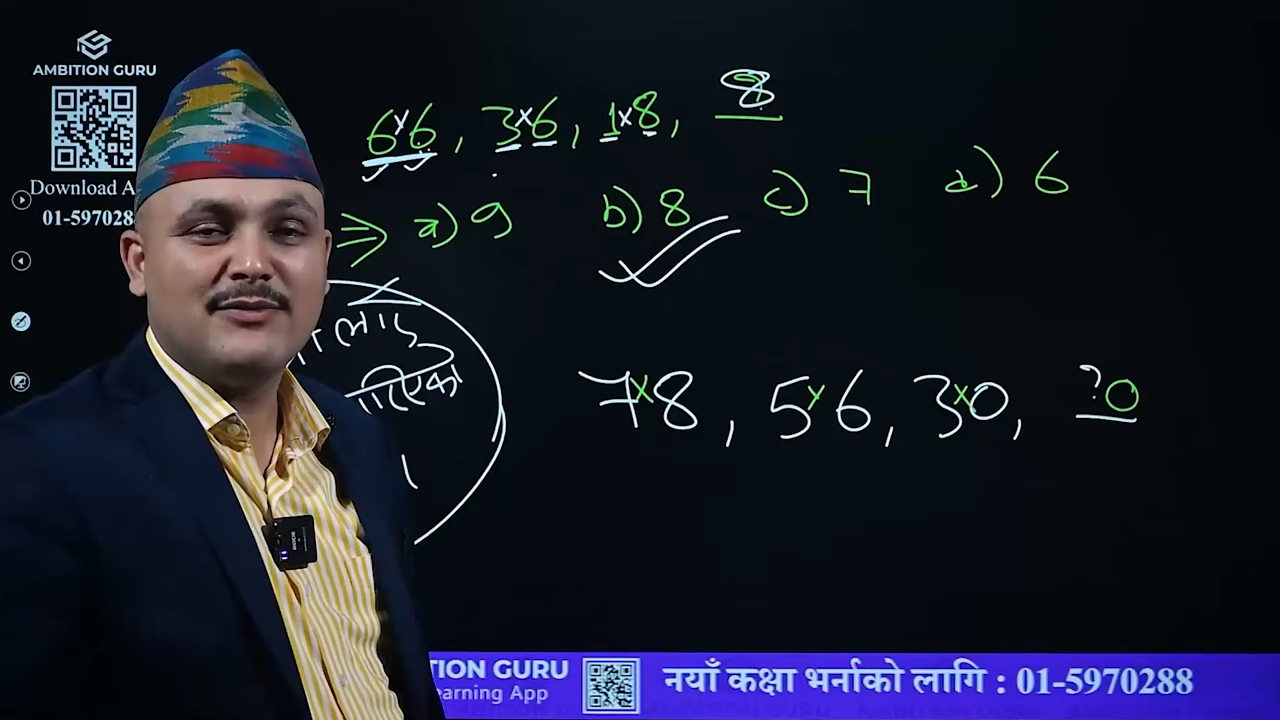 AMBITION GURU
Download A
01-597028
6×6, 3×6, 1×8, 8
⇒ a) 9 b) 8 c) 7 d) 6
7×8, 5×6, 3×0, ?0
TION GURU
earning App
नयाँ कक्षा भर्नाको लागि : 01-5970288